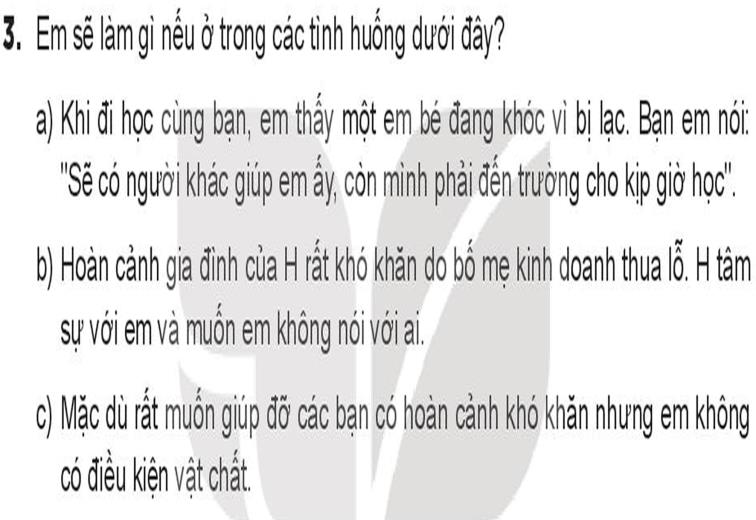 3. Em sẽ làm gì nếu ở trong các tình huống dưới đây?
a) Khi đi học cùng bạn, em thấy một em bé đang khóc vì bị lạc. Bạn em nói:
"Sẽ có người khác giúp em ấy, còn mình phải đến trường cho kịp giờ học".
b) Hoàn cảnh gia đình của H rất khó khăn do bố mẹ kinh doanh thua lỗ. H tâm
sự với em và muốn em không nói với ai.
c) Mặc dù rất muốn giúp đỡ các bạn có hoàn cảnh khó khăn nhưng em không
có điều kiện vật chất.